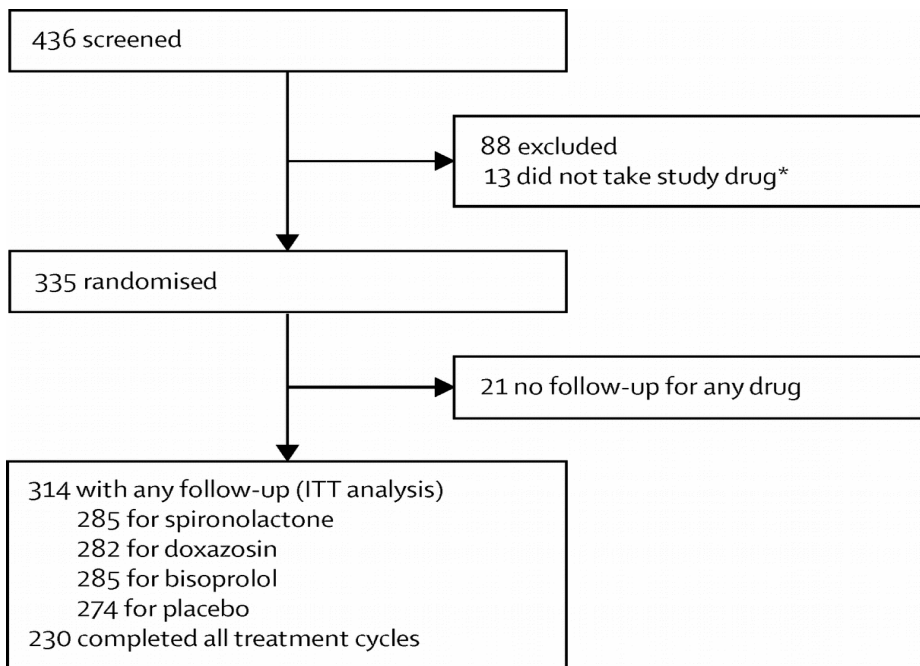 436 screened
88 excluded
13 did not take study drug*
335 randomised
21 no follow-up for any drug
314 with any follow-up (ITT analysis)
285 for spironolactone
282 for doxazosin
285 for bisoprolol
274 for placebo
230 completed all treatment cycles